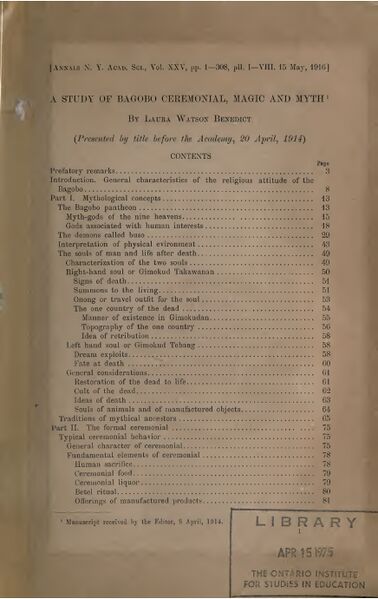 [Annals N. Y. Acad. Sci., Vol. XXV, pp. 1—308, pll. I—VIII. 15 May, 1916]
A STUDY OF BAGOBO CEREMONIAL, MAGIC AND MYTH ¹
By Laura Watson Benedict
(Presented by title before the Academy, 20 April, 1914)
CONTENTS
Page
Prefatory remarks 3
Introduction. General characteristics of the religious attitude of the
Bagobo 8
Part I. Mythological concepts 13
The Bagobo pantheon 13
Myth-gods of the nine heavens 15
Gods associated with human interests 18
The demons called buso 29
Interpretation of physical evironment 43
The souls of man and life after death 49
Characterization of the two souls 49
Right-hand soul or Gimokud Takawanan 50
Signs of death 51
Summons to the living 51
Onong or travel outfit for the soul 53
The one country of the dead 54
Manner of existence in Gimokudan 55
Topography of the one country 56
Idea of retribution 58
Left hand soul or Gimokud Tebang 58
Dream exploits 58
Fate at death 60
General considerations 61
Restoration of the dead to life 61
Cult of the dead 62
Ideas of death 63
Souls of animals and of manufactured objects 64
Traditions of mythical ancestors 65
Part II. The formal ceremonial 75
Typical ceremonial behavior 75
General character of ceremonial 75
Fundamental elements of ceremonial 78
Human sacrifice 78
Ceremonial food 79
Ceremonial liquor 79
Betel ritual 80
Offerings of manufactured products 81
¹ Manuscript received by the Editor, 8 April, 1914.
LIBRARY
APR 15 1975
THE ONTARIO INSTITUTE
FOR STUDIES IN EDUCATION